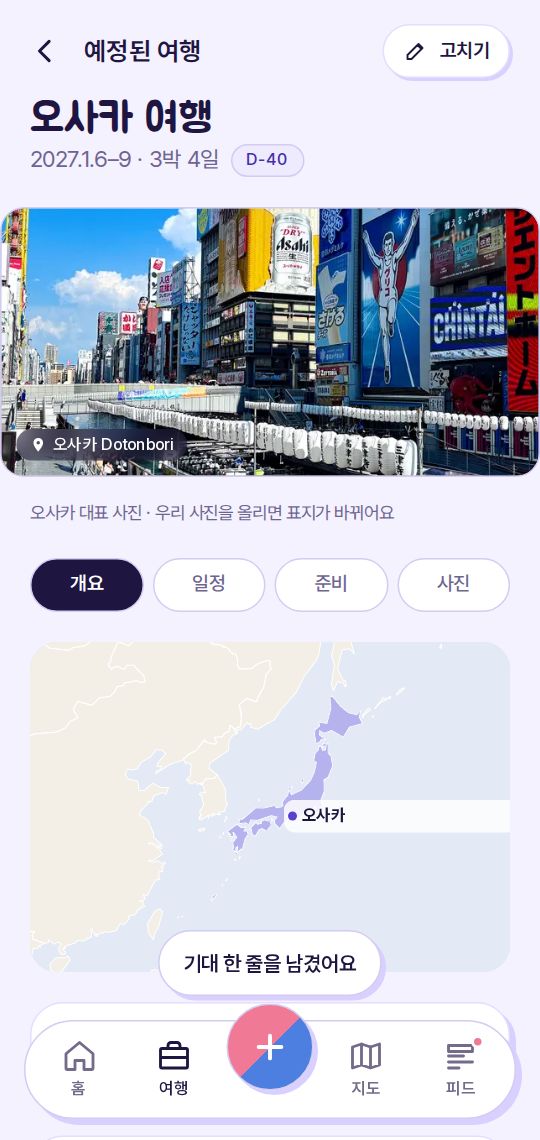 예정된 여행
고치기
오사카 여행
2027.1.6–9 · 3박 4일
D-40
DRY
Asahi
生
グリコ
CHINTAI
오사카 Dotonbori
오사카 대표 사진 · 우리 사진을 올리면 표지가 바뀌어요
개요
일정
준비
사진
오사카
기대 한 줄을 남겼어요
홈
여행
지도
피드